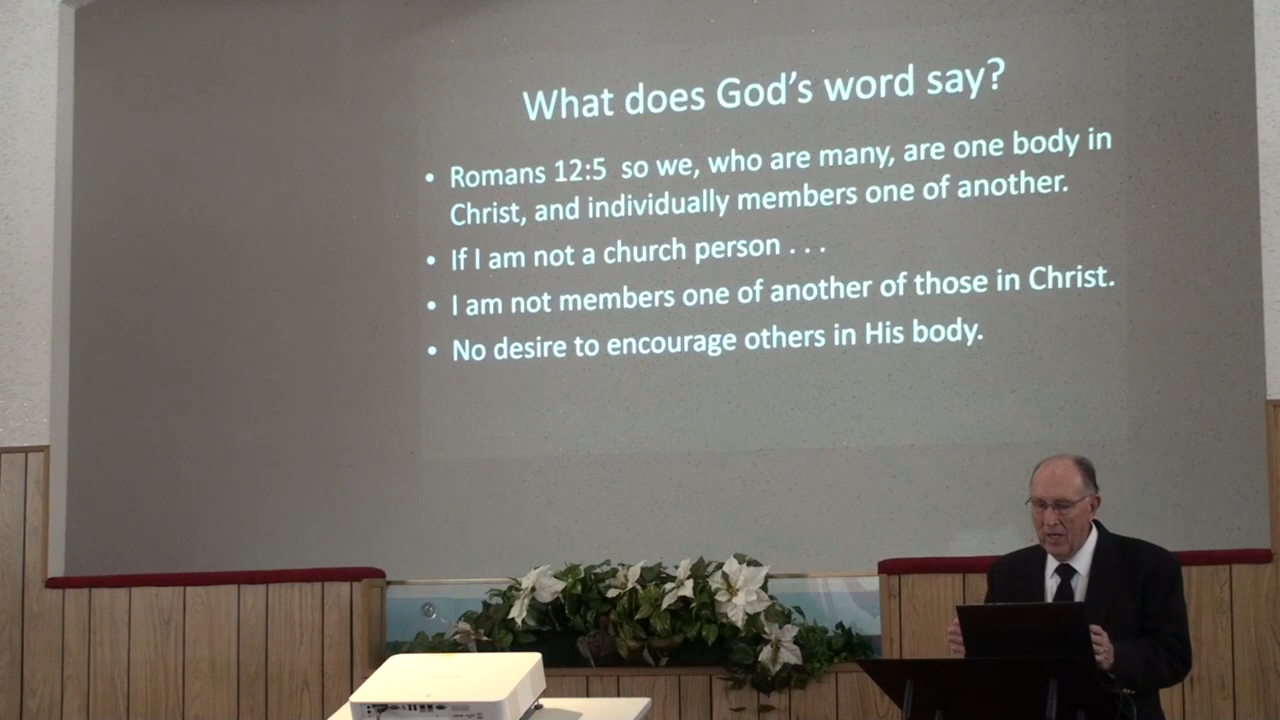 What does God's word say?
• Romans 12:5  so we, who are many, are one body in
Christ, and individually members one of another.
• If I am not a church person . . .
• I am not members one of another of those in Christ.
• No desire to encourage others in His body.